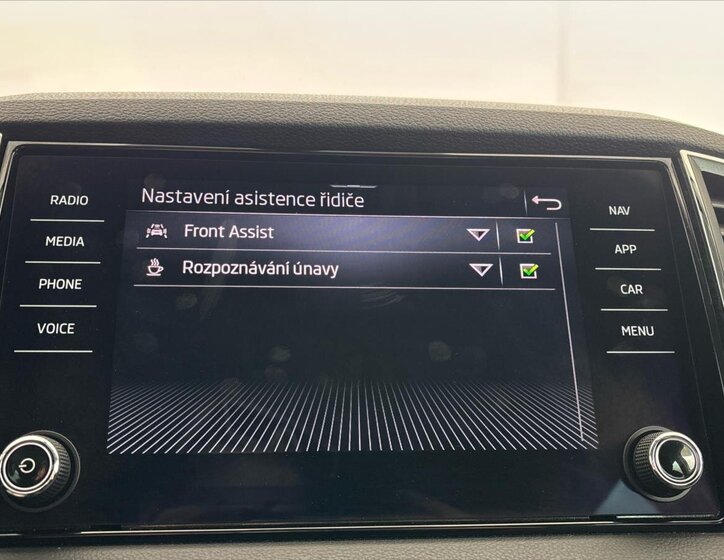 RADIO
MEDIA
PHONE
VOICE
Nastavení asistence řidiče
Front Assist
Rozpoznávání únavy
NAV
APP
CAR
MENU